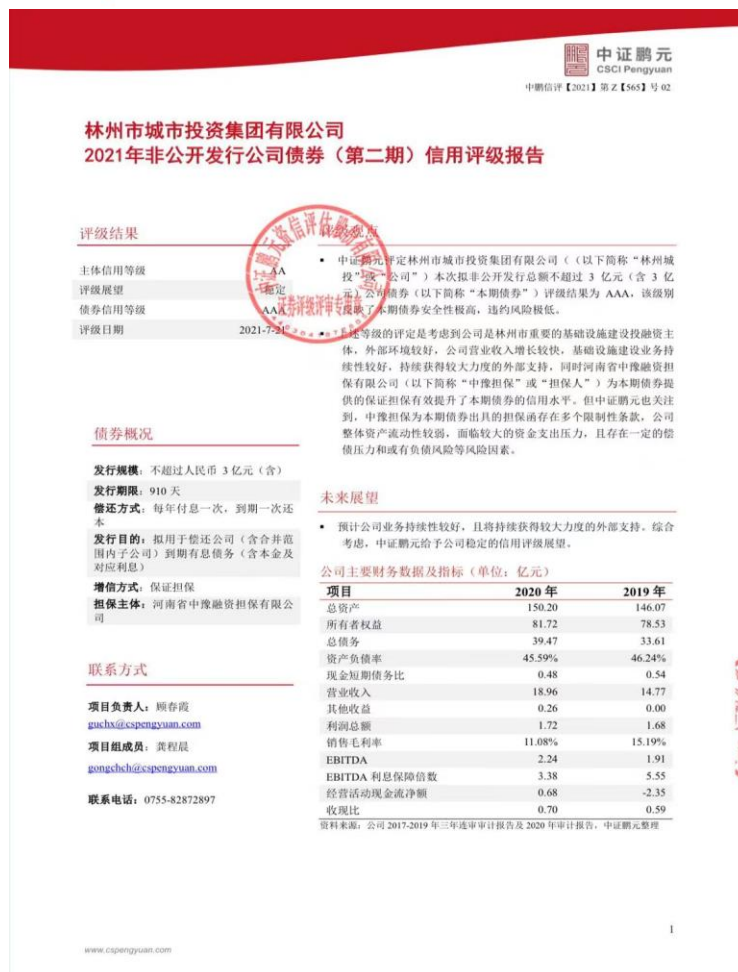 中证鹏元
CSCI Pengyuan
中鹏信评【2021】第 Z【565】号 02
林州市城市投资集团有限公司
2021年非公开发行公司债券（第二期）信用评级报告
评级结果
主体信用等级 AA
评级展望 稳定
债券信用等级 AAA
评级日期 2021-7-21
中证鹏元资信评估股份有限公司
证券评级评审专用章
评级观点
▪ 中证鹏元评定林州市城市投资集团有限公司（（以下简称“林州城
投”或“公司”）本次拟非公开发行总额不超过 3 亿元（含 3 亿
元）公司债券（以下简称“本期债券”）评级结果为 AAA，该级别
反映了本期债券安全性极高，违约风险极低。
▪ 上述等级的评定是考虑到公司是林州市重要的基础设施建设投融资主
体，外部环境较好，公司营业收入增长较快，基础设施建设业务持
续性较好，持续获得较大力度的外部支持，同时河南省中豫融资担
保有限公司（以下简称“中豫担保”或“担保人”）为本期债券提
供的保证担保有效提升了本期债券的信用水平。但中证鹏元也关注
到，中豫担保为本期债券出具的担保函存在多个限制性条款，公司
整体资产流动性较弱，面临较大的资金支出压力，且存在一定的偿
债压力和或有负债风险等风险因素。
债券概况
发行规模：不超过人民币 3 亿元（含）
发行期限：910 天
偿还方式：每年付息一次，到期一次还
本
发行目的：拟用于偿还公司（含合并范
围内子公司）到期有息债务（含本金及
对应利息）
增信方式：保证担保
担保主体：河南省中豫融资担保有限公
司
未来展望
▪ 预计公司业务持续性较好，且将持续获得较大力度的外部支持。综合
考虑，中证鹏元给予公司稳定的信用评级展望。
公司主要财务数据及指标（单位：亿元）
项目 2020 年 2019 年
总资产 150.20 146.07
所有者权益 81.72 78.53
总债务 39.47 33.61
资产负债率 45.59% 46.24%
现金短期债务比 0.48 0.54
营业收入 18.96 14.77
其他收益 0.26 0.00
利润总额 1.72 1.68
销售毛利率 11.08% 15.19%
EBITDA 2.24 1.91
EBITDA 利息保障倍数 3.38 5.55
经营活动现金流净额 0.68 -2.35
收现比 0.70 0.59
资料来源：公司 2017-2019 年三年连审审计报告及 2020 年审计报告，中证鹏元整理
联系方式
项目负责人：顾春霞
guchx@cspengyuan.com
项目组成员：龚程晨
gongchch@cspengyuan.com
联系电话：0755-82872897
1
www.cspengyuan.com